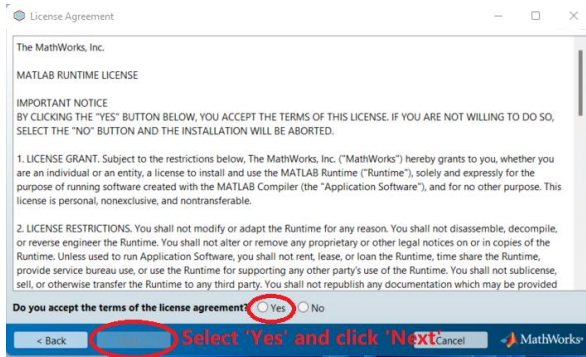 License Agreement
The MathWorks, Inc.
MATLAB RUNTIME LICENSE
IMPORTANT NOTICE
BY CLICKING THE "YES" BUTTON BELOW, YOU ACCEPT THE TERMS OF THIS LICENSE. IF YOU ARE NOT WILLING TO DO SO,
SELECT THE "NO" BUTTON AND THE INSTALLATION WILL BE ABORTED.
1. LICENSE GRANT. Subject to the restrictions below, The MathWorks, Inc. ("MathWorks") hereby grants to you, whether you
are an individual or an entity, a license to install and use the MATLAB Runtime ("Runtime"), solely and expressly for the
purpose of running software created with the MATLAB Compiler (the "Application Software"), and for no other purpose. This
license is personal, nonexclusive, and nontransferable.
2. LICENSE RESTRICTIONS. You shall not modify or adapt the Runtime for any reason. You shall not disassemble, decompile,
or reverse engineer the Runtime. You shall not alter or remove any proprietary or other legal notices on or in copies of the
Runtime. Unless used to run Application Software, you shall not rent, lease, or loan the Runtime, time share the Runtime,
provide service bureau use, or use the Runtime for supporting any other party's use of the Runtime. You shall not sublicense,
sell, or otherwise transfer the Runtime to any third party. You shall not republish any documentation which may be provided
Do you accept the terms of the license agreement? Yes No
< Back Select 'Yes' and click 'Next' Cancel MathWorks